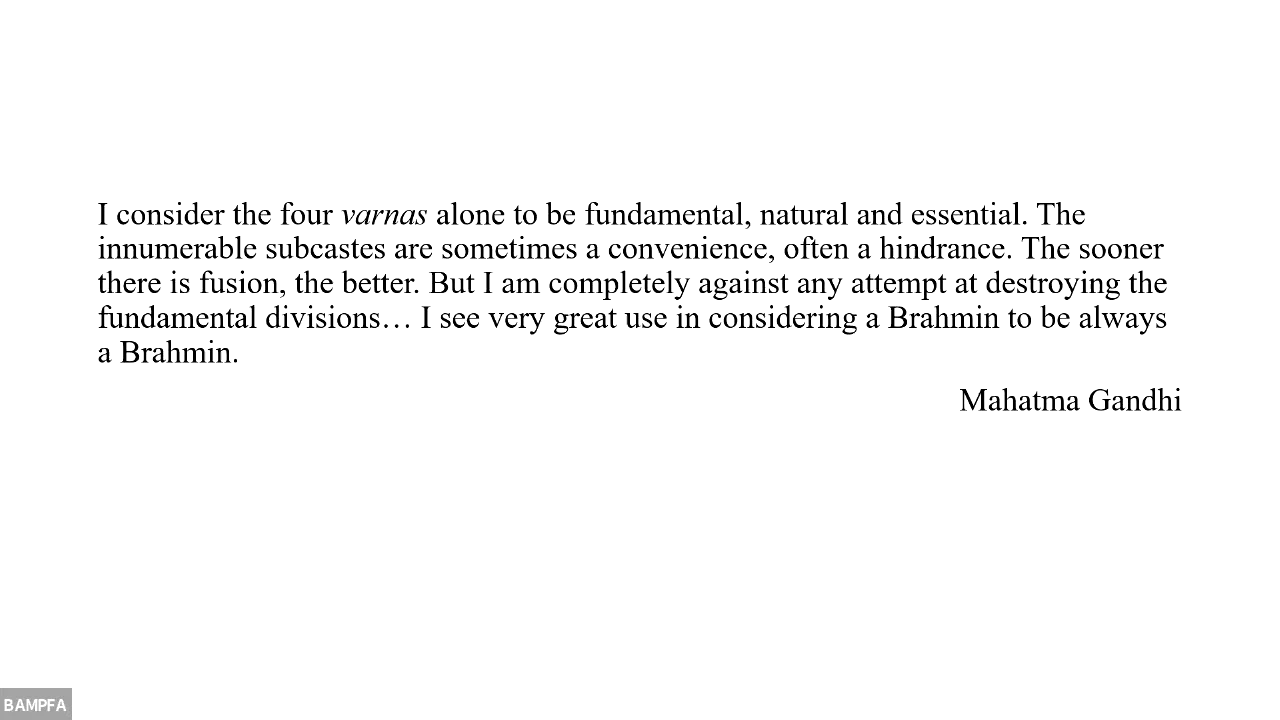 I consider the four varnas alone to be fundamental, natural and essential. The
innumerable subcastes are sometimes a convenience, often a hindrance. The sooner
there is fusion, the better. But I am completely against any attempt at destroying the
fundamental divisions… I see very great use in considering a Brahmin to be always
a Brahmin.
Mahatma Gandhi
BAMPFA